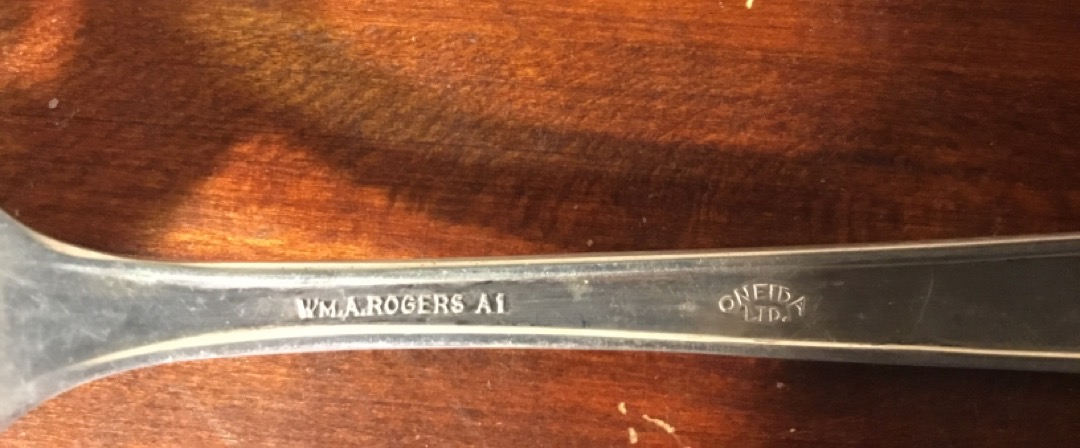 WM.A.ROGERS A1
ONEIDA
LTD.